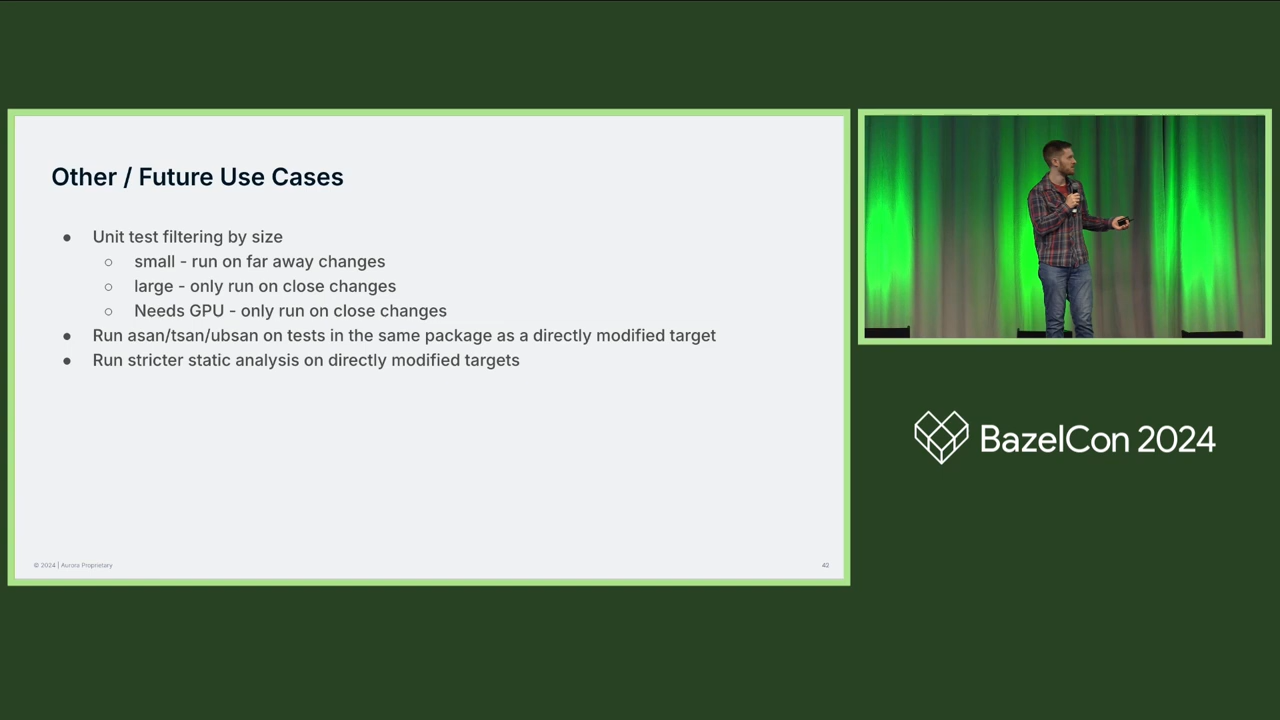 Other / Future Use Cases
● Unit test filtering by size
○ small - run on far away changes
○ large - only run on close changes
○ Needs GPU - only run on close changes
● Run asan/tsan/ubsan on tests in the same package as a directly modified target
● Run stricter static analysis on directly modified targets
© 2024 | Aurora Proprietary
42
BazelCon 2024